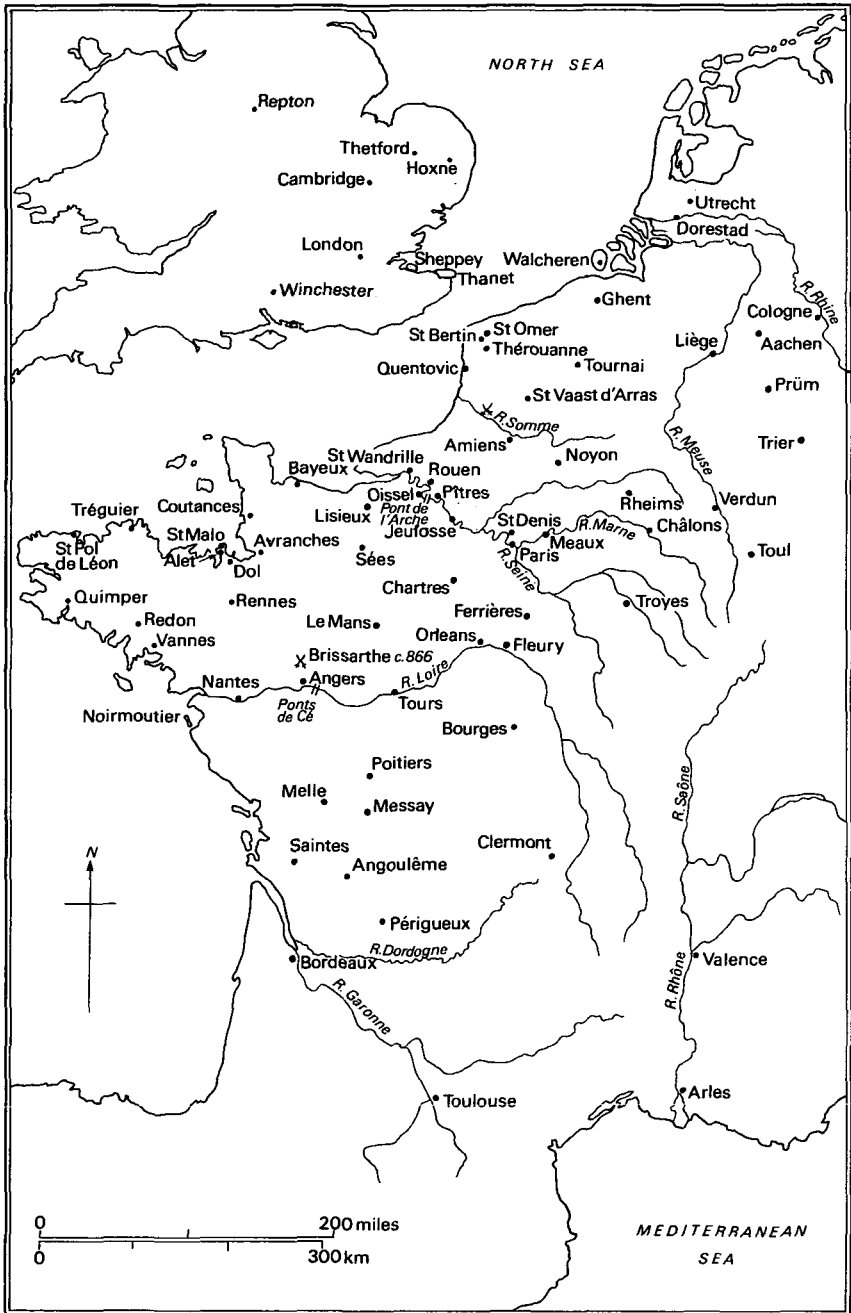 NORTH SEA
Repton
Thetford
Hoxne
Cambridge
Utrecht
Dorestad
London
Sheppey
Thanet
Walcheren
Winchester
Ghent
R. Rhine
Cologne
Aachen
St Bertin
St Omer
Thérouanne
Liège
Quentovic
Tournai
Prüm
St Vaast d'Arras
R. Somme
Amiens
Noyon
R. Meuse
Trier
St Wandrille
Rouen
Bayeux
Oissel
Pîtres
Pont de
l'Arche
Rheims
Verdun
Tréguier
Coutances
Lisieux
Jeufosse
St Denis
R. Marne
Châlons
St Malo
Avranches
Meaux
Paris
Toul
St Pol
de Léon
Alet
Dol
Sées
R. Seine
Chartres
Troyes
Quimper
Rennes
Redon
Le Mans
Ferrières
Vannes
Orleans
Fleury
Brissarthe c.866
Angers
R. Loire
Nantes
Ponts
de Cé
Tours
Noirmoutier
Bourges
Poitiers
Melle
Messay
R. Saône
Saintes
Clermont
Angoulême
N
Périgueux
R. Dordogne
Bordeaux
Valence
R. Garonne
R. Rhône
Toulouse
Arles
0 200 miles
0 300 km
MEDITERRANEAN
SEA